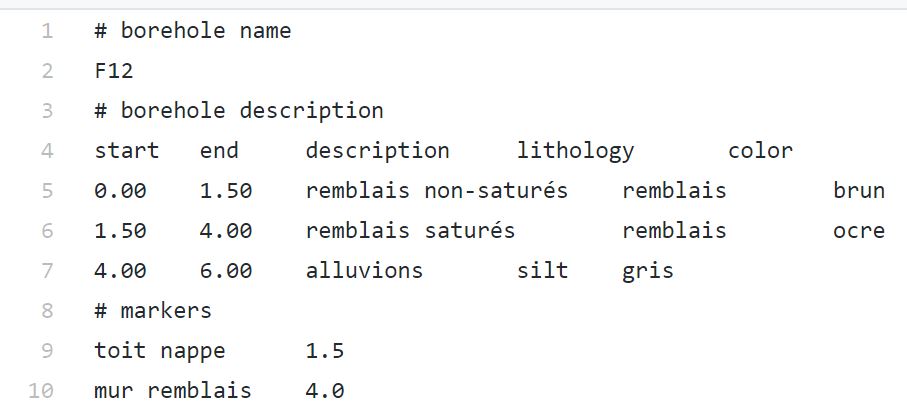 1 # borehole name
2 F12
3 # borehole description
4 start end description lithology color
5 0.00 1.50 remblais non-saturés remblais brun
6 1.50 4.00 remblais saturés remblais ocre
7 4.00 6.00 alluvions silt gris
8 # markers
9 toit nappe 1.5
10 mur remblais 4.0